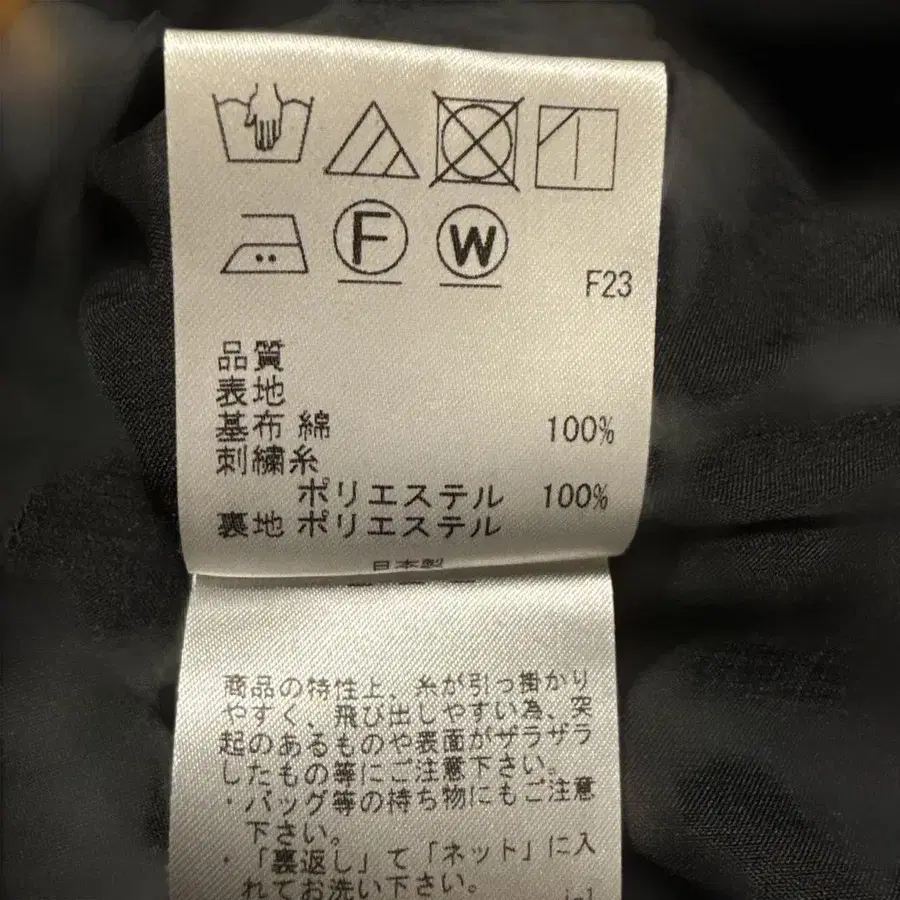 F
W
F23
品質
表地
基布 綿 100%
刺繍糸
ポリエステル 100%
裏地 ポリエステル
日本製
商品の特性上、糸が引っ掛かり
やすく、飛び出しやすい為、突
起のあるものや表面がザラザラ
したもの等にご注意下さい。
・バッグ等の持ち物にもご注意
下さい。
・「裏返し」て「ネット」に入
れてお洗い下さい。
i-1